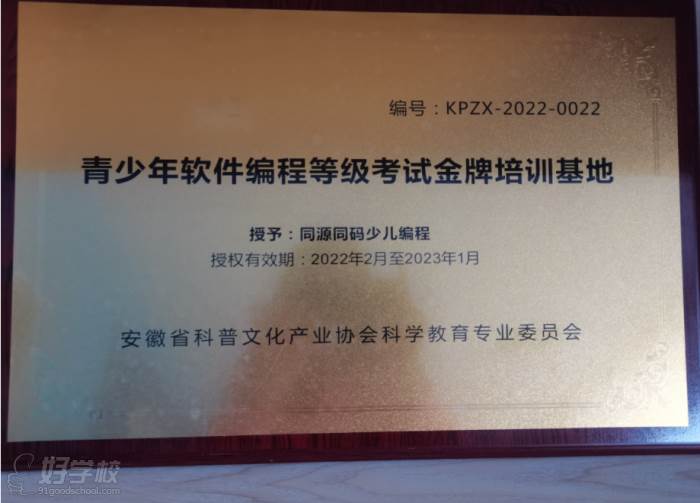 编号：KPZX-2022-0022
青少年软件编程等级考试金牌培训基地
授予：同源同码少儿编程
授权有效期：2022年2月至2023年1月
安徽省科普文化产业协会科学教育专业委员会
好学校
91goodschool.com